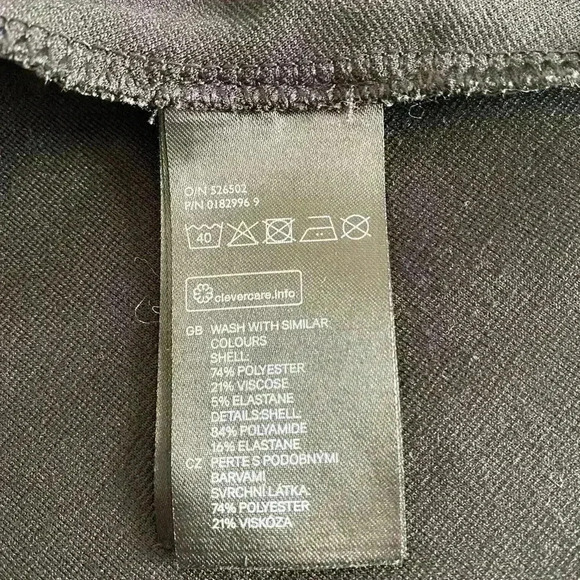 O/N 526502
P/N 0182996 9
40
clevercare.info
GB WASH WITH SIMILAR
COLOURS
SHELL:
74% POLYESTER
21% VISCOSE
5% ELASTANE
DETAILS:SHELL:
84% POLYAMIDE
16% ELASTANE
CZ PERTE S PODOBNÝMI
BARVAMI
SVRCHNÍ LÁTKA:
74% POLYESTER
21% VISKÓZA